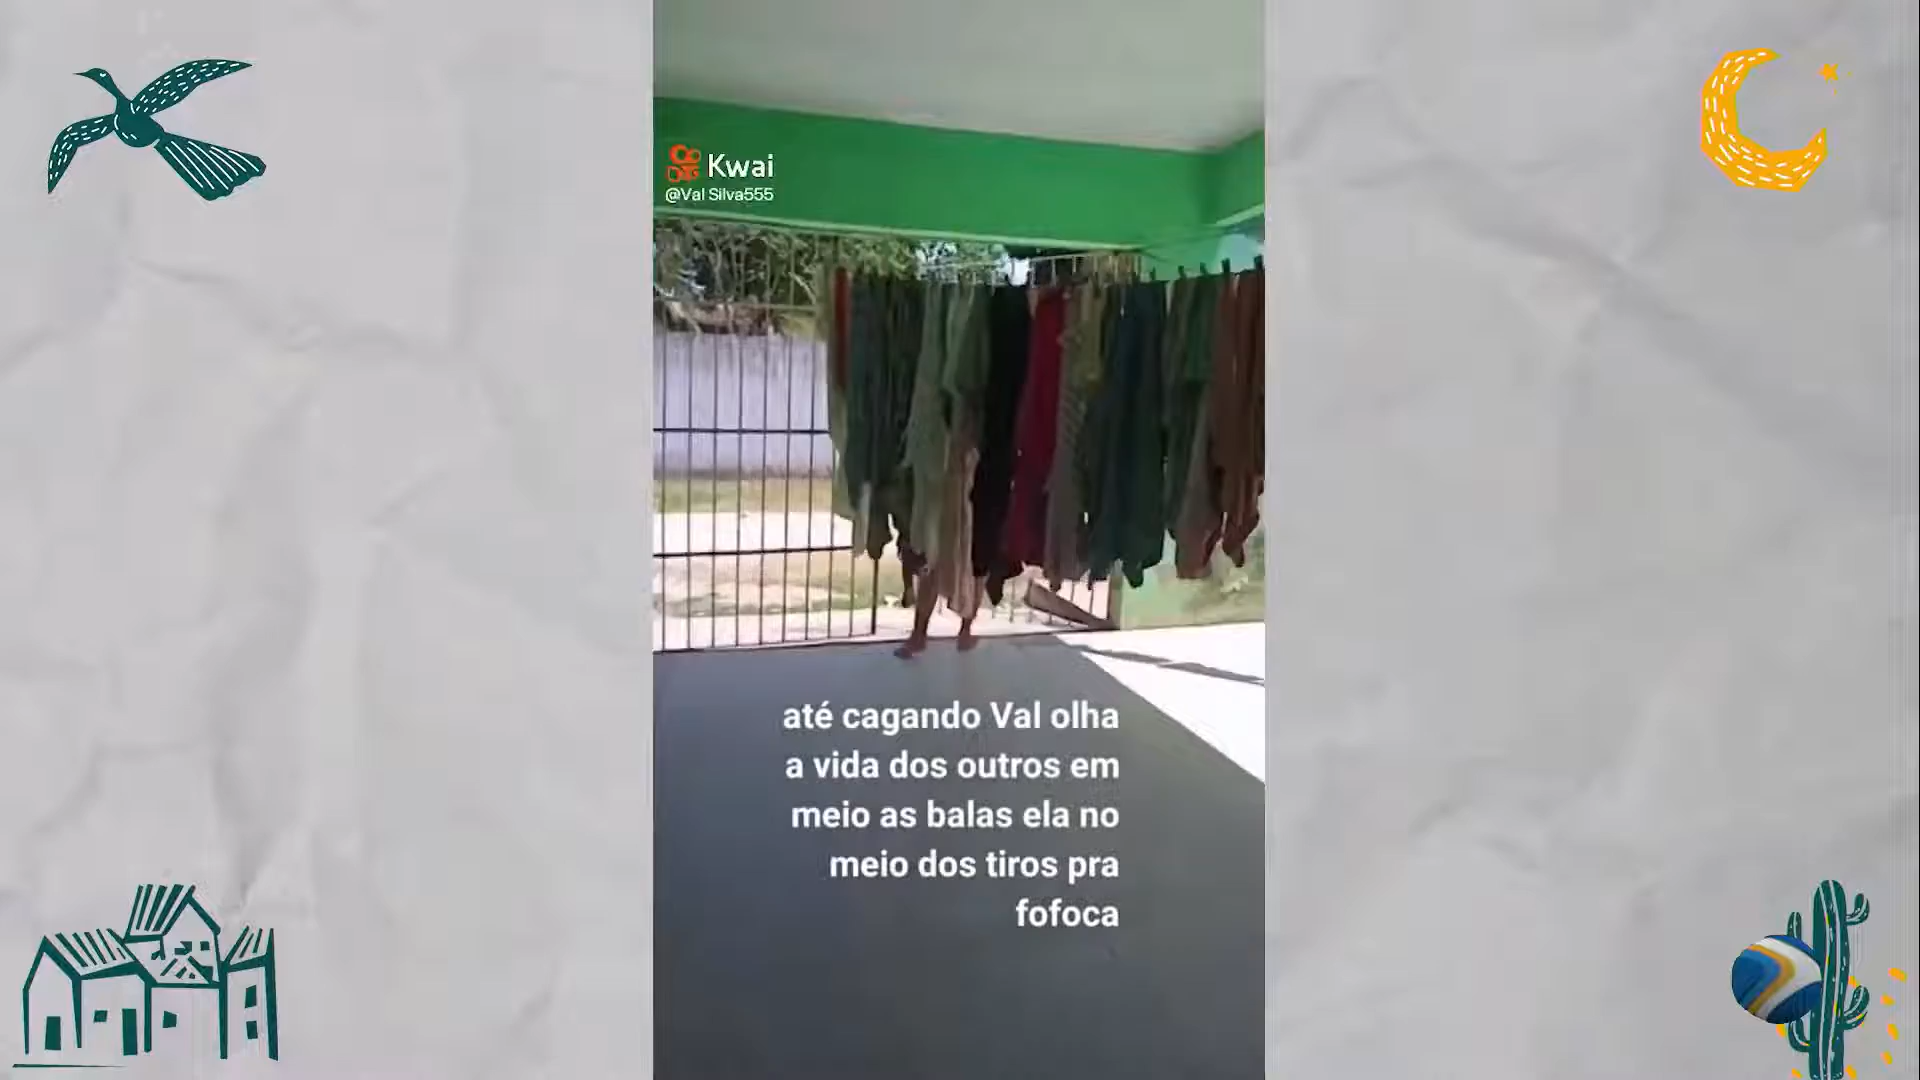 Kwai
@Val Silva555
até cagando Val olha
a vida dos outros em
meio as balas ela no
meio dos tiros pra
fofoca